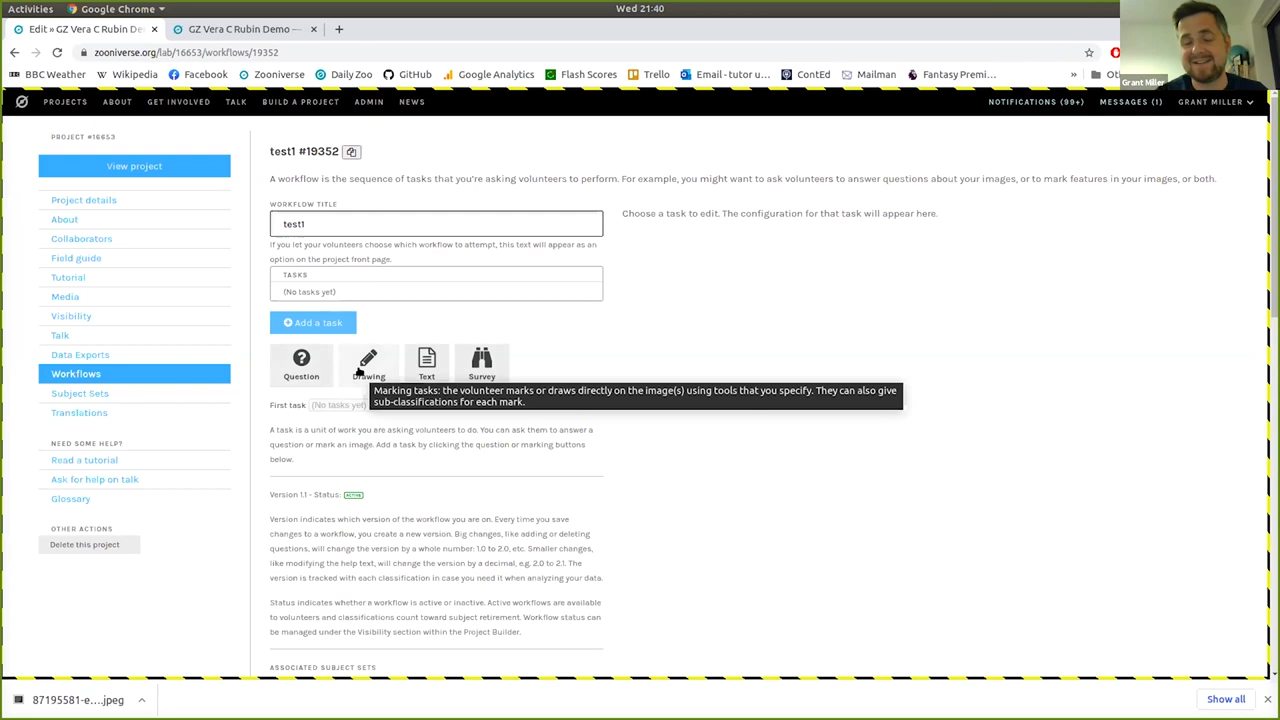 Activities
Google Chrome
Wed 21:40
Edit » GZ Vera C Rubin De
GZ Vera C Rubin Demo —
zooniverse.org/lab/16653/workflows/19352
BBC Weather
Wikipedia
Facebook
Zooniverse
Daily Zoo
GitHub
Google Analytics
Flash Scores
Trello
Email - tutor u...
ContEd
Mailman
Fantasy Premi...
»
Grant Miller
PROJECTS
ABOUT
GET INVOLVED
TALK
BUILD A PROJECT
ADMIN
NEWS
NOTIFICATIONS (99+)
MESSAGES (1)
GRANT MILLER
PROJECT #16653
View project
Project details
About
Collaborators
Field guide
Tutorial
Media
Visibility
Talk
Data Exports
Workflows
Subject Sets
Translations
NEED SOME HELP?
Read a tutorial
Ask for help on talk
Glossary
OTHER ACTIONS
Delete this project
test1 #19352
A workflow is the sequence of tasks that you're asking volunteers to perform. For example, you might want to ask volunteers to answer questions about your images, or to mark features in your images, or both.
WORKFLOW TITLE
test1
If you let your volunteers choose which workflow to attempt, this text will appear as an
option on the project front page.
TASKS
(No tasks yet)
Add a task
Question
Drawing
Text
Survey
Marking tasks: the volunteer marks or draws directly on the image(s) using tools that you specify. They can also give
sub-classifications for each mark.
First task
(No tasks yet)
A task is a unit of work you are asking volunteers to do. You can ask them to answer a
question or mark an image. Add a task by clicking the question or marking buttons
below.
Version 1.1 - Status:
ACTIVE
Version indicates which version of the workflow you are on. Every time you save
changes to a workflow, you create a new version. Big changes, like adding or deleting
questions, will change the version by a whole number: 1.0 to 2.0, etc. Smaller changes,
like modifying the help text, will change the version by a decimal, e.g. 2.0 to 2.1. The
version is tracked with each classification in case you need it when analyzing your data.
Status indicates whether a workflow is active or inactive. Active workflows are available
to volunteers and classifications count toward subject retirement. Workflow status can
be managed under the Visibility section within the Project Builder.
ASSOCIATED SUBJECT SETS
Choose a task to edit. The configuration for that task will appear here.
87195581-e....jpeg
Show all